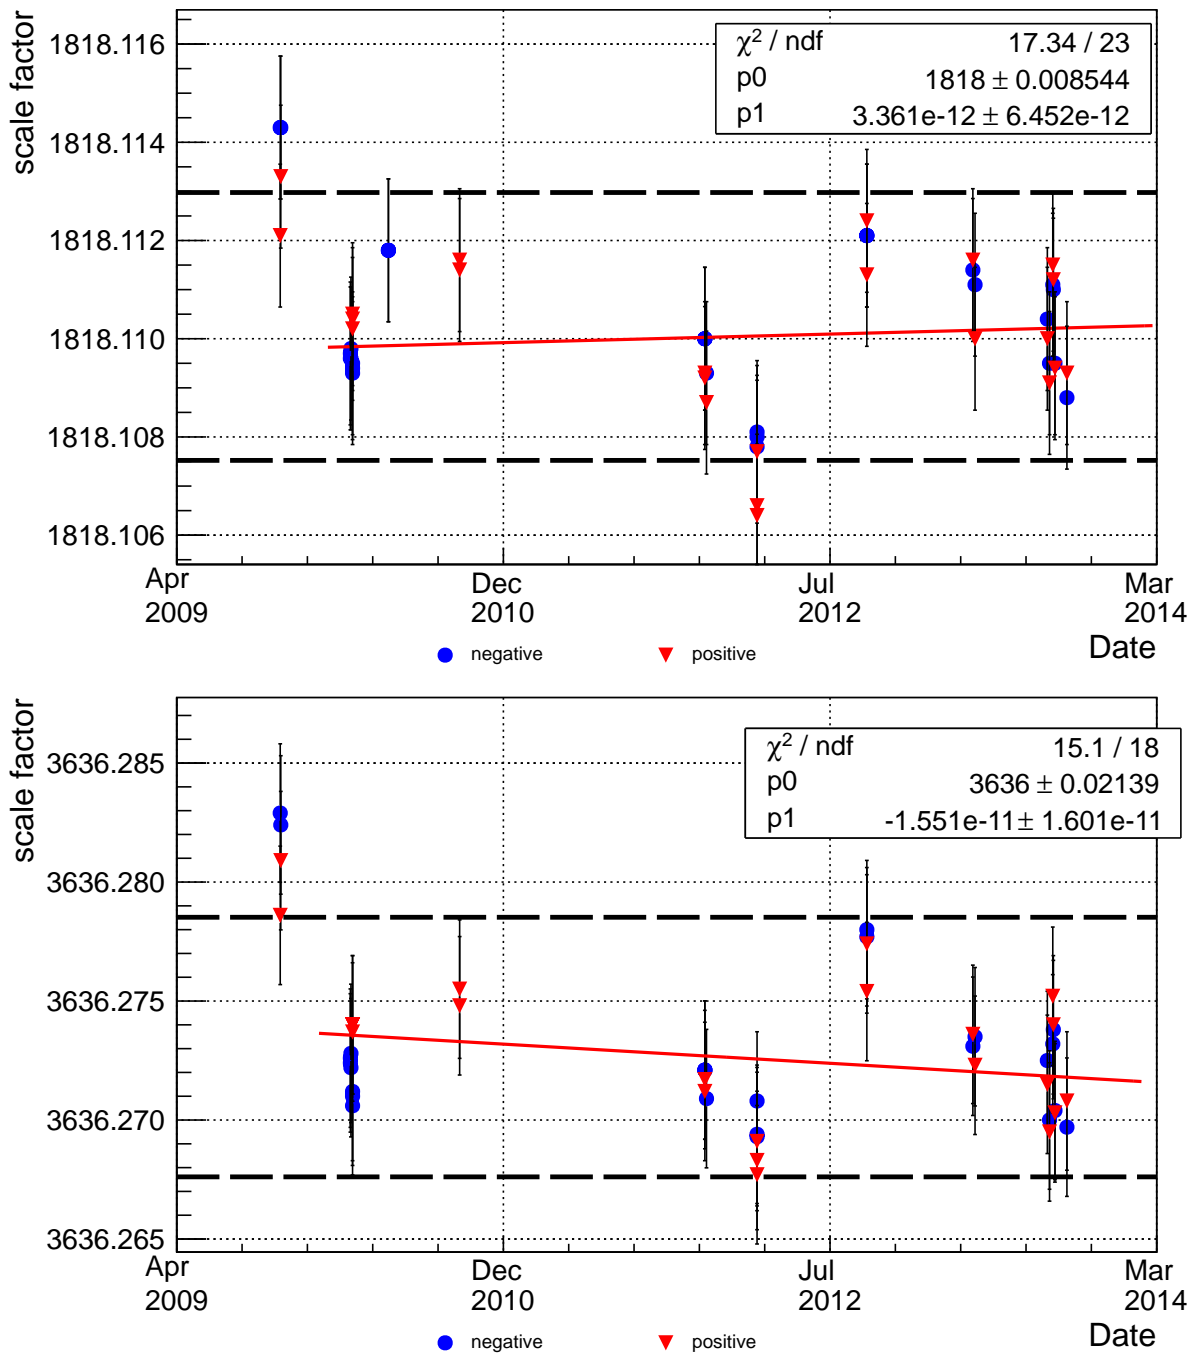 scale factor
1818.116
1818.114
1818.112
1818.110
1818.108
1818.106
χ² / ndf 17.34 / 23
p0 1818 ± 0.008544
p1 3.361e-12 ± 6.452e-12
Apr 2009
Dec 2010
Jul 2012
Mar 2014
Date
negative positive
scale factor
3636.285
3636.280
3636.275
3636.270
3636.265
χ² / ndf 15.1 / 18
p0 3636 ± 0.02139
p1 -1.551e-11 ± 1.601e-11
Apr 2009
Dec 2010
Jul 2012
Mar 2014
Date
negative positive